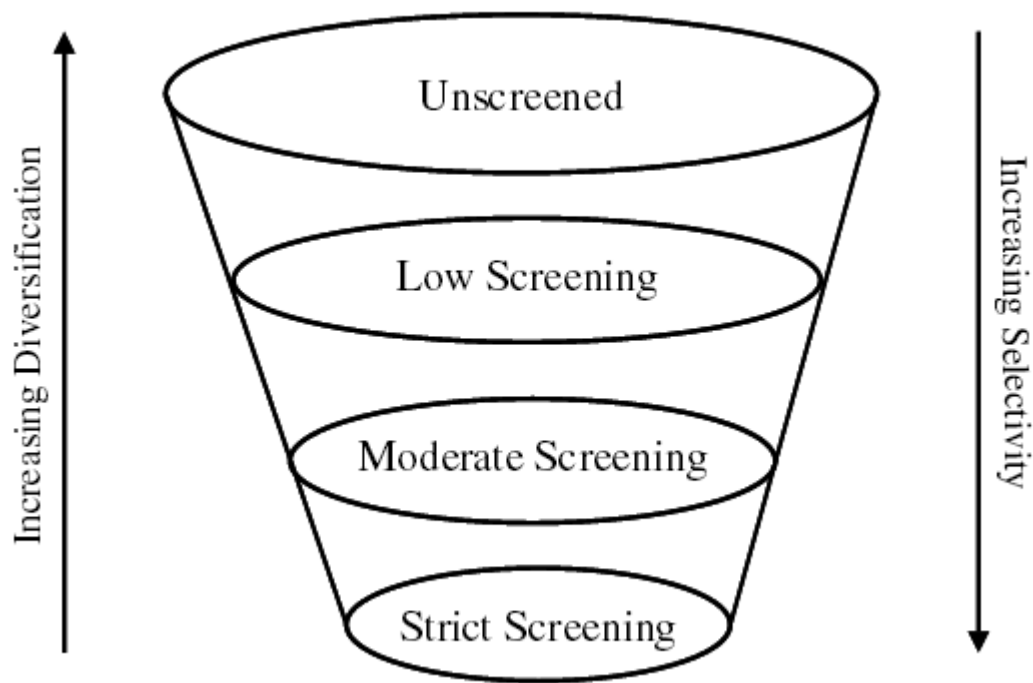 Unscreened
Low Screening
Moderate Screening
Strict Screening
Increasing Diversification
Increasing Selectivity